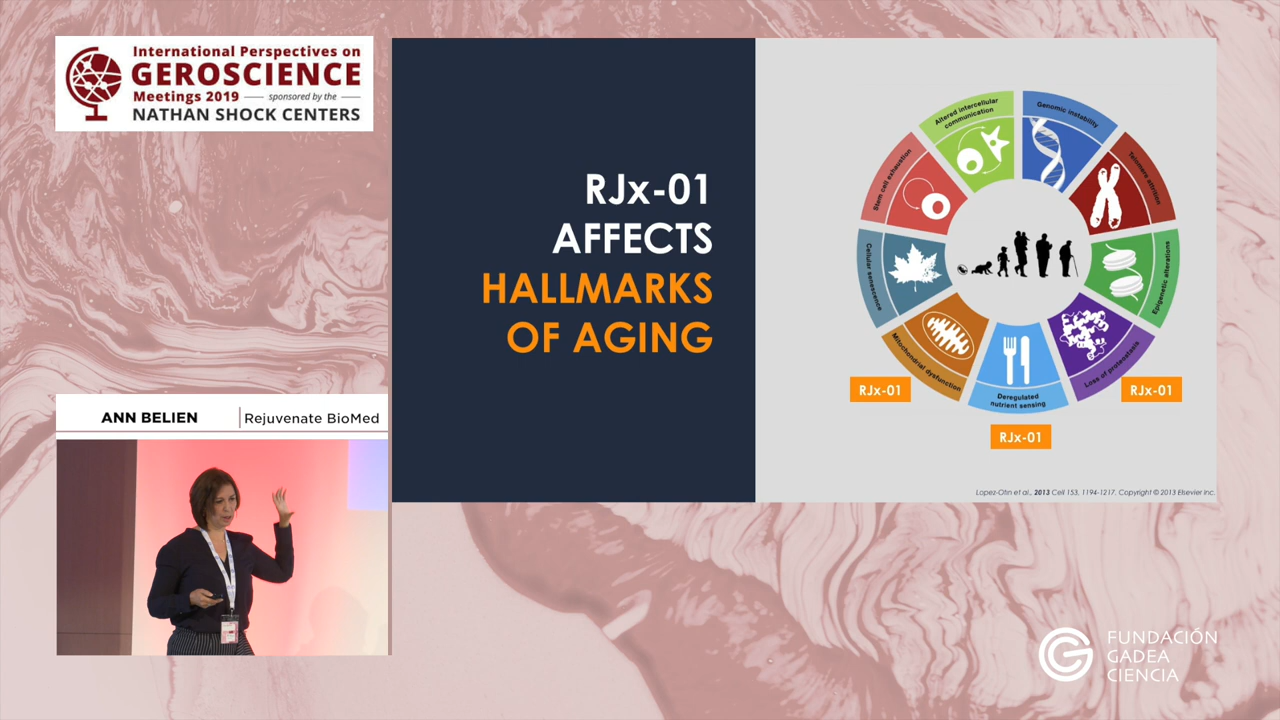 International Perspectives on
GEROSCIENCE
Meetings 2019 — sponsored by the —
NATHAN SHOCK CENTERS
RJx-01
AFFECTS
HALLMARKS
OF AGING
Altered intercellular
communication
Genomic instability
Telomere attrition
Epigenetic alterations
Loss of proteostasis
Deregulated
nutrient sensing
Mitochondrial dysfunction
Cellular senescence
Stem cell exhaustion
RJx-01
RJx-01
RJx-01
Lopez-Otin et al., 2013 Cell 153, 1194-1217. Copyright © 2013 Elsevier Inc.
ANN BELIEN
Rejuvenate BioMed
FUNDACIÓN
GADEA
CIENCIA